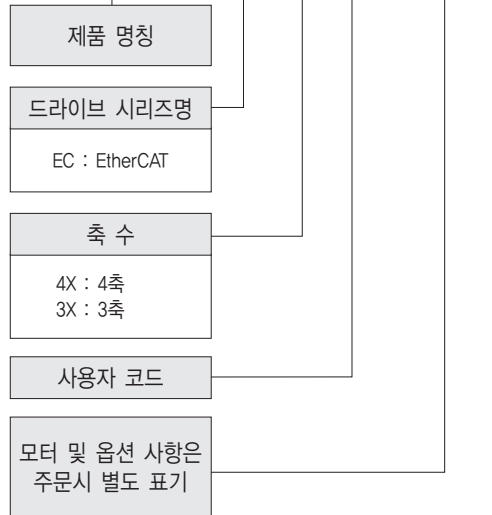 제품 명칭
드라이브 시리즈명
EC : EtherCAT
축 수
4X : 4축
3X : 3축
사용자 코드
모터 및 옵션 사항은
주문시 별도 표기